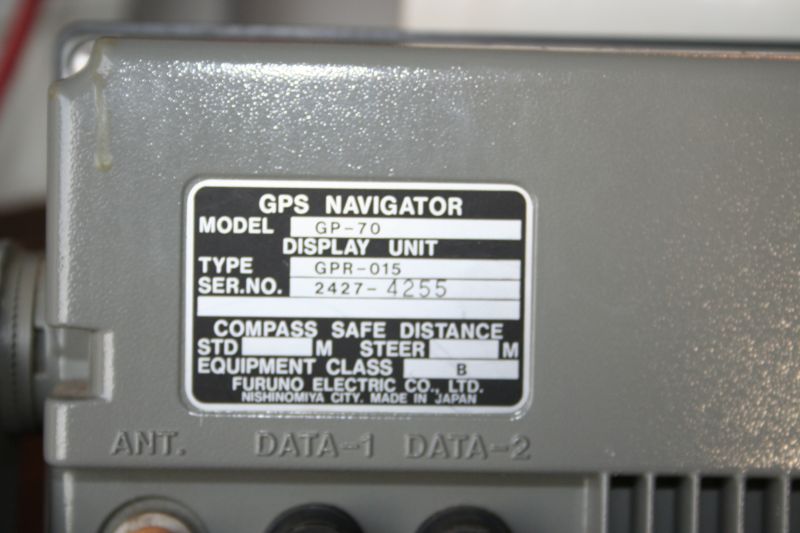 GPS NAVIGATOR
MODEL GP-70
DISPLAY UNIT
TYPE GPR-015
SER.NO. 2427-4255
COMPASS SAFE DISTANCE
STD M STEER M
EQUIPMENT CLASS B
FURUNO ELECTRIC CO., LTD.
NISHINOMIYA CITY. MADE IN JAPAN
ANT. DATA-1 DATA-2